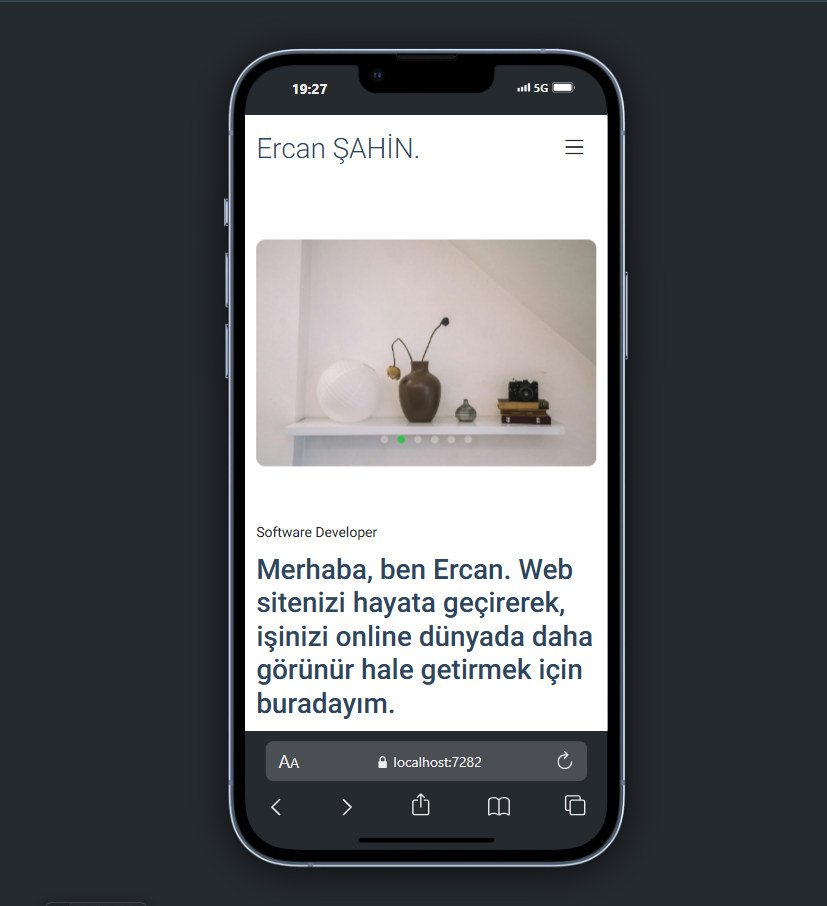 19:27
5G
Ercan ŞAHİN.
Software Developer
Merhaba, ben Ercan. Web
sitenizi hayata geçirerek,
işinizi online dünyada daha
görünür hale getirmek için
buradayım.
AA
localhost:7282